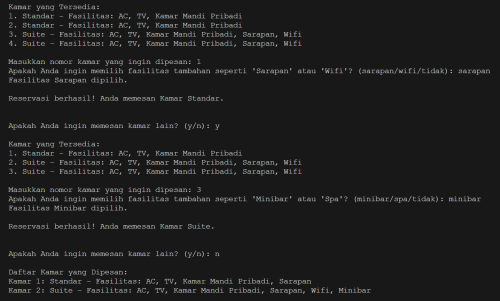 Kamar yang Tersedia:
1. Standar - Fasilitas: AC, TV, Kamar Mandi Pribadi
2. Standar - Fasilitas: AC, TV, Kamar Mandi Pribadi
3. Suite - Fasilitas: AC, TV, Kamar Mandi Pribadi, Sarapan, Wifi
4. Suite - Fasilitas: AC, TV, Kamar Mandi Pribadi, Sarapan, Wifi
Masukkan nomor kamar yang ingin dipesan: 1
Apakah Anda ingin memilih fasilitas tambahan seperti 'Sarapan' atau 'Wifi'? (sarapan/wifi/tidak): sarapan
Fasilitas Sarapan dipilih.
Reservasi berhasil! Anda memesan Kamar Standar.
Apakah Anda ingin memesan kamar lain? (y/n): y
Kamar yang Tersedia:
1. Standar - Fasilitas: AC, TV, Kamar Mandi Pribadi
2. Suite - Fasilitas: AC, TV, Kamar Mandi Pribadi, Sarapan, Wifi
3. Suite - Fasilitas: AC, TV, Kamar Mandi Pribadi, Sarapan, Wifi
Masukkan nomor kamar yang ingin dipesan: 3
Apakah Anda ingin memilih fasilitas tambahan seperti 'Minibar' atau 'Spa'? (minibar/spa/tidak): minibar
Fasilitas Minibar dipilih.
Reservasi berhasil! Anda memesan Kamar Suite.
Apakah Anda ingin memesan kamar lain? (y/n): n
Daftar Kamar yang Dipesan:
Kamar 1: Standar - Fasilitas: AC, TV, Kamar Mandi Pribadi, Sarapan
Kamar 2: Suite - Fasilitas: AC, TV, Kamar Mandi Pribadi, Sarapan, Wifi, Minibar